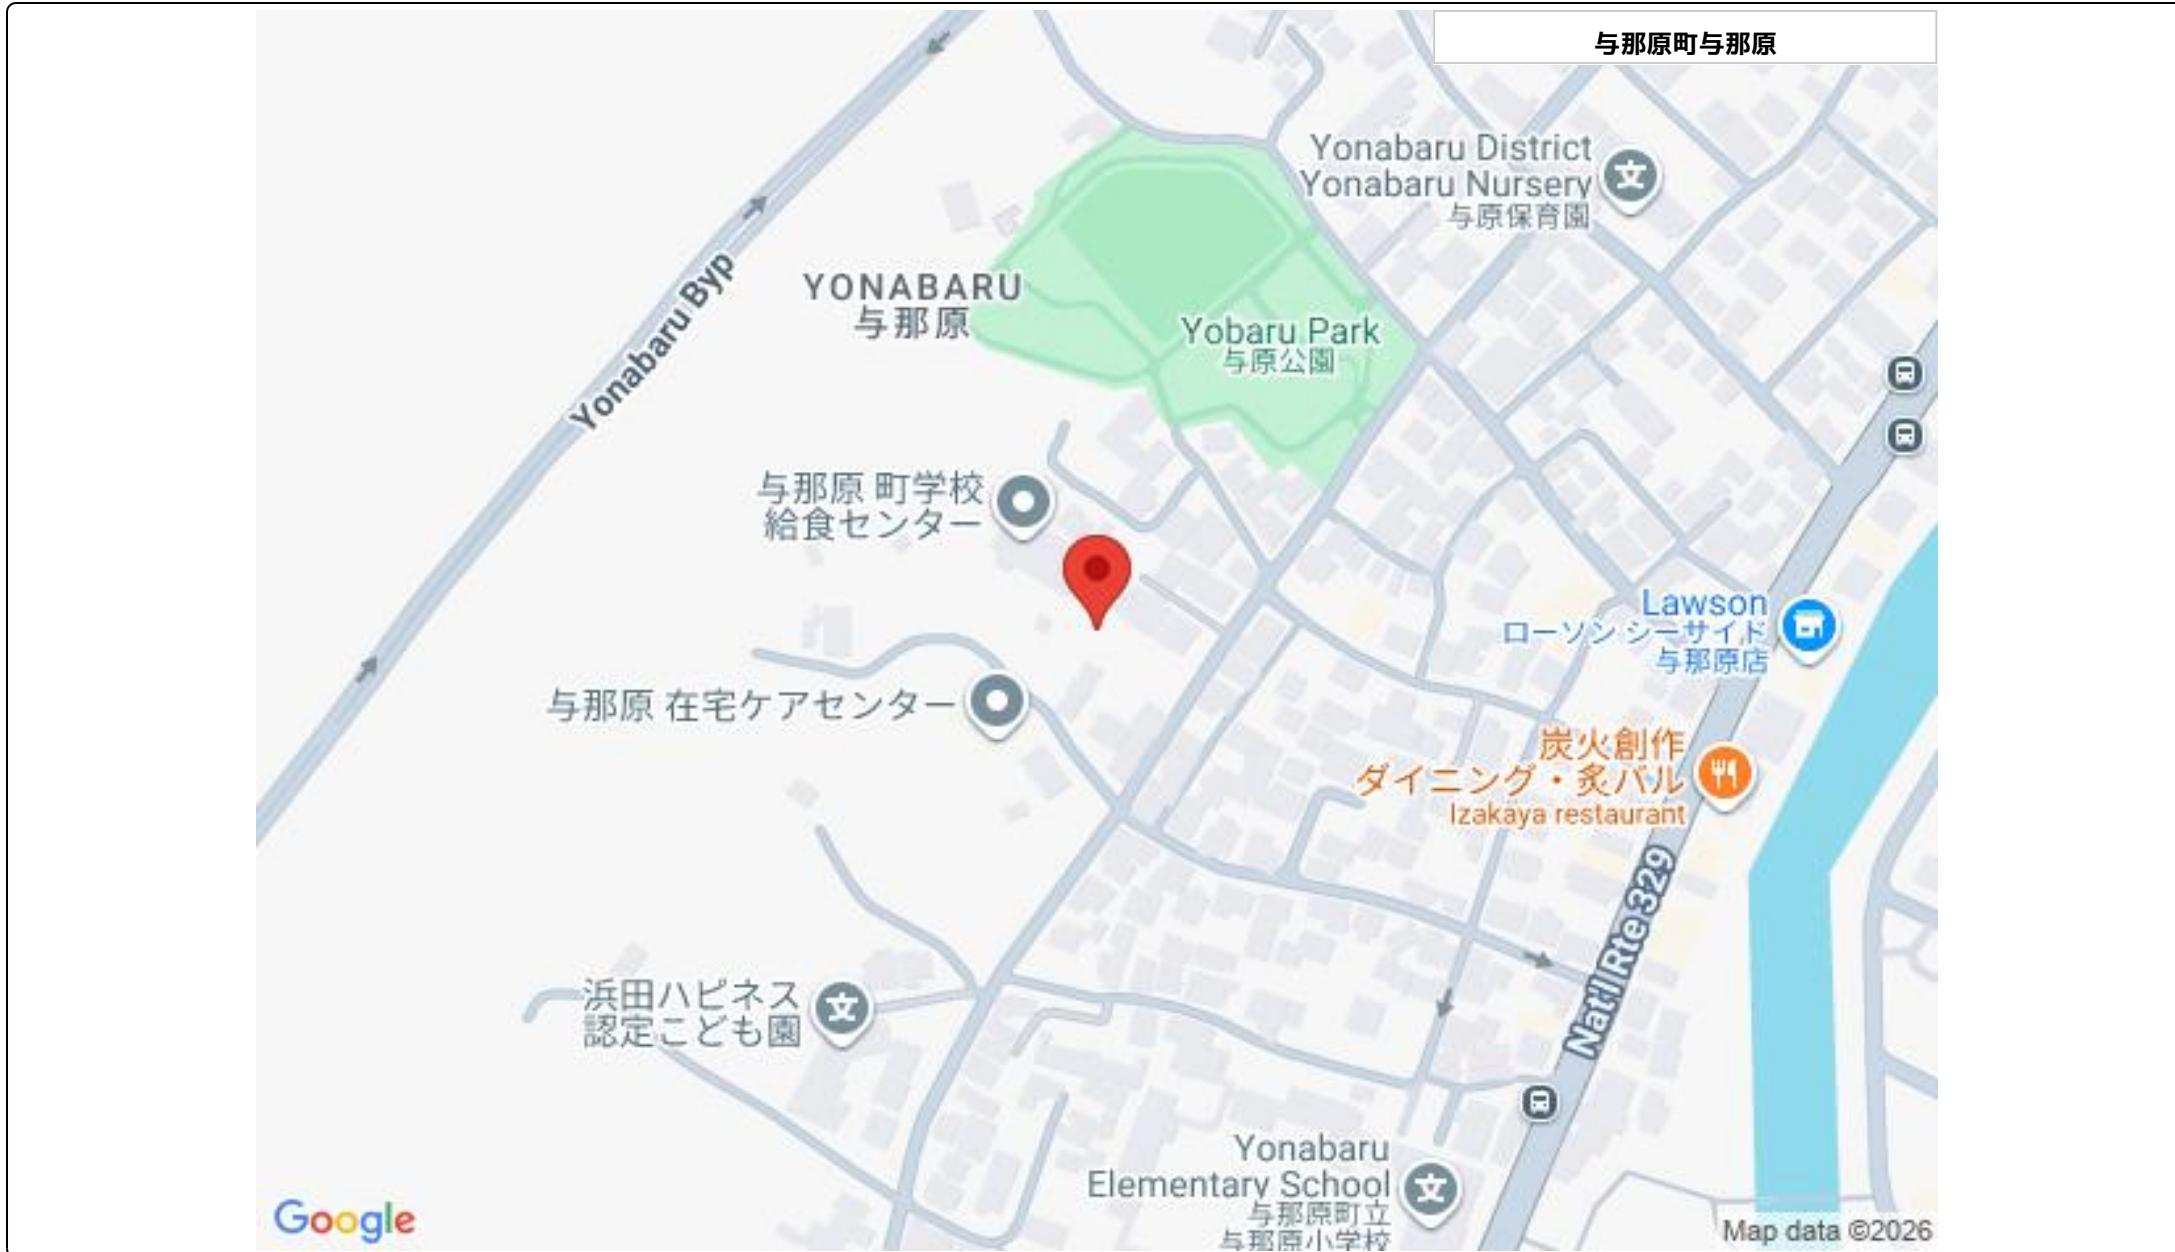 与那原町与那原
Yonabaru District
Yonabaru Nursery
与原保育園
Yonabaru Byp
YONABARU
与那原
Yobaru Park
与原公園
与那原 町学校
給食センター
Lawson
ローソン シーサイド
与那原店
与那原 在宅ケアセンター
炭火創作
ダイニング・炙バル
Izakaya restaurant
Nat'l Rte 329
浜田ハピネス
認定こども園
Yonabaru
Elementary School
与那原町立
与那原小学校
Google
Map data ©2026